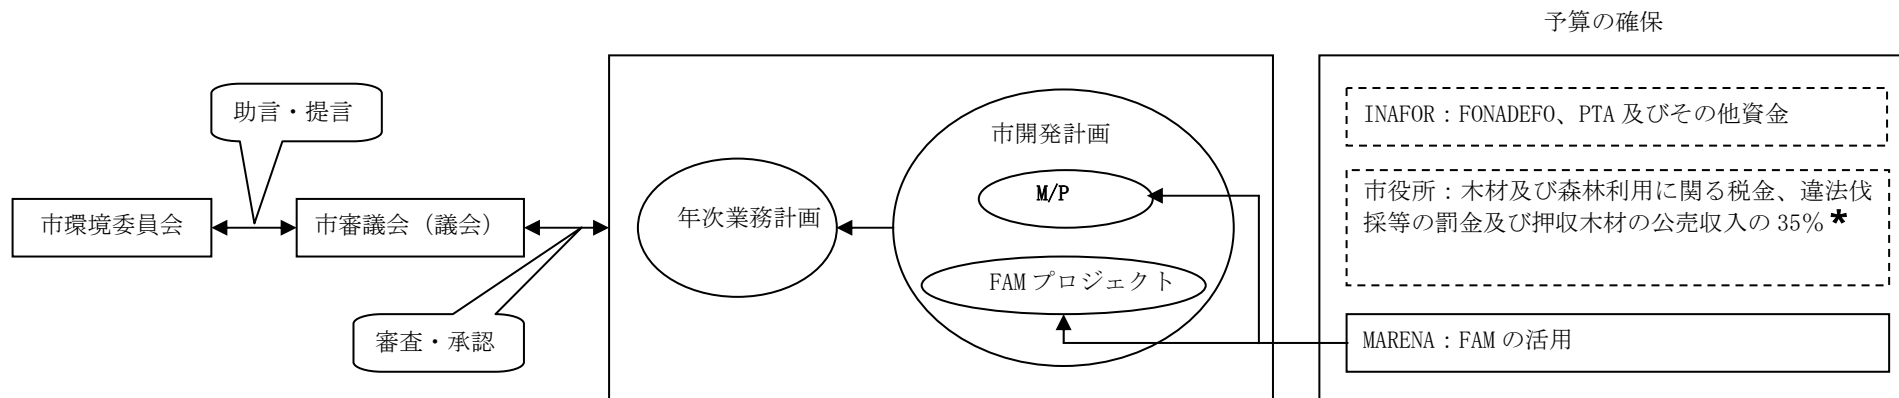 予算の確保
助言・提言
市環境委員会
市審議会（議会）
審査・承認
年次業務計画
市開発計画
M/P
FAM プロジェクト
INAFOR：FONADEFO、PTA 及びその他資金
市役所：木材及び森林利用に関る税金、違法伐
採等の罰金及び押収木材の公売収入の 35％*
MARENA：FAM の活用